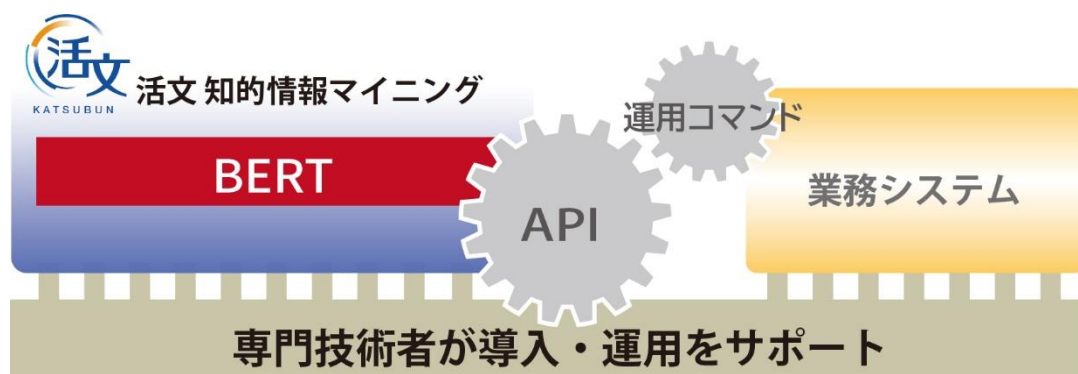 活文
KATSUBUN
活文 知的情報マイニング
運用コマンド
BERT
API
業務システム
専門技術者が導入・運用をサポート